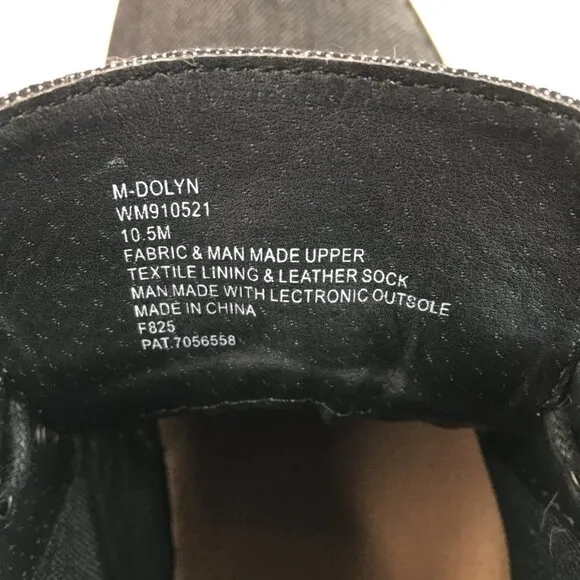 M-DOLYN
WM910521
10.5M
FABRIC & MAN MADE UPPER
TEXTILE LINING & LEATHER SOCK
MAN MADE WITH LECTRONIC OUTSOLE
MADE IN CHINA
F825
PAT.7056558